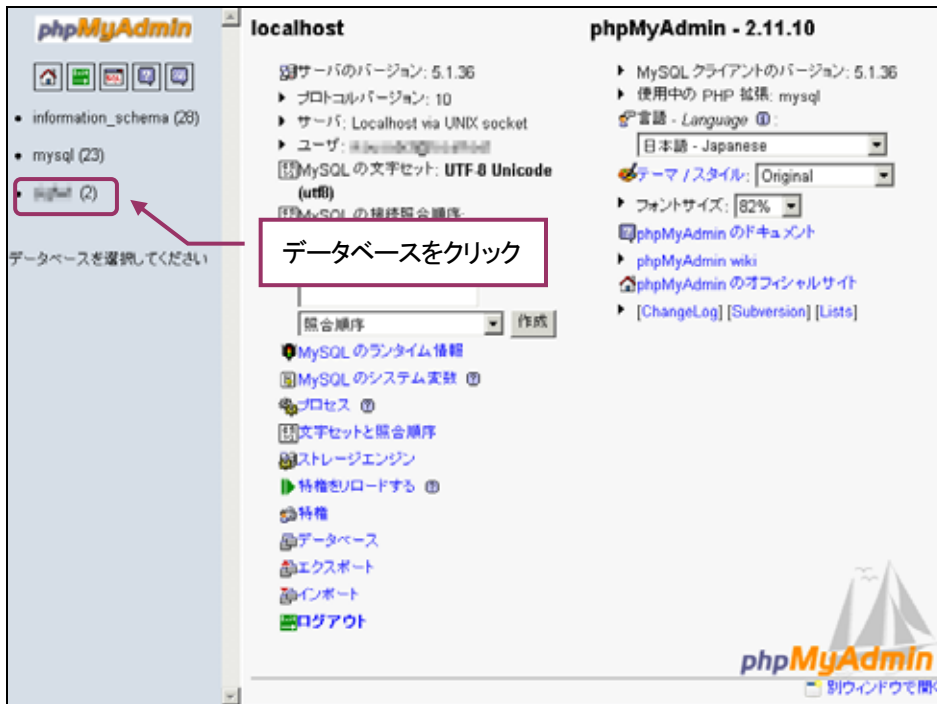 phpMyAdmin
information_schema (28)
mysql (23)
(2)
データベースを選択してください
localhost
サーバのバージョン: 5.1.36
プロトコルバージョン: 10
サーバ: Localhost via UNIX socket
ユーザ:
MySQL の文字セット: UTF-8 Unicode
(utf8)
MySQL の接続照合順序:
データベースをクリック
照合順序
作成
MySQL のランタイム情報
MySQL のシステム変数
プロセス
文字セットと照合順序
ストレージエンジン
特権をリロードする
特権
データベース
エクスポート
インポート
ログアウト
phpMyAdmin - 2.11.10
MySQL クライアントのバージョン: 5.1.36
使用中の PHP 拡張: mysql
言語 - Language :
日本語 - Japanese
テーマ / スタイル: Original
フォントサイズ: 82%
phpMyAdmin のドキュメント
phpMyAdmin wiki
phpMyAdmin のオフィシャルサイト
[ChangeLog] [Subversion] [Lists]
phpMyAdmin
別ウィンドウで開く